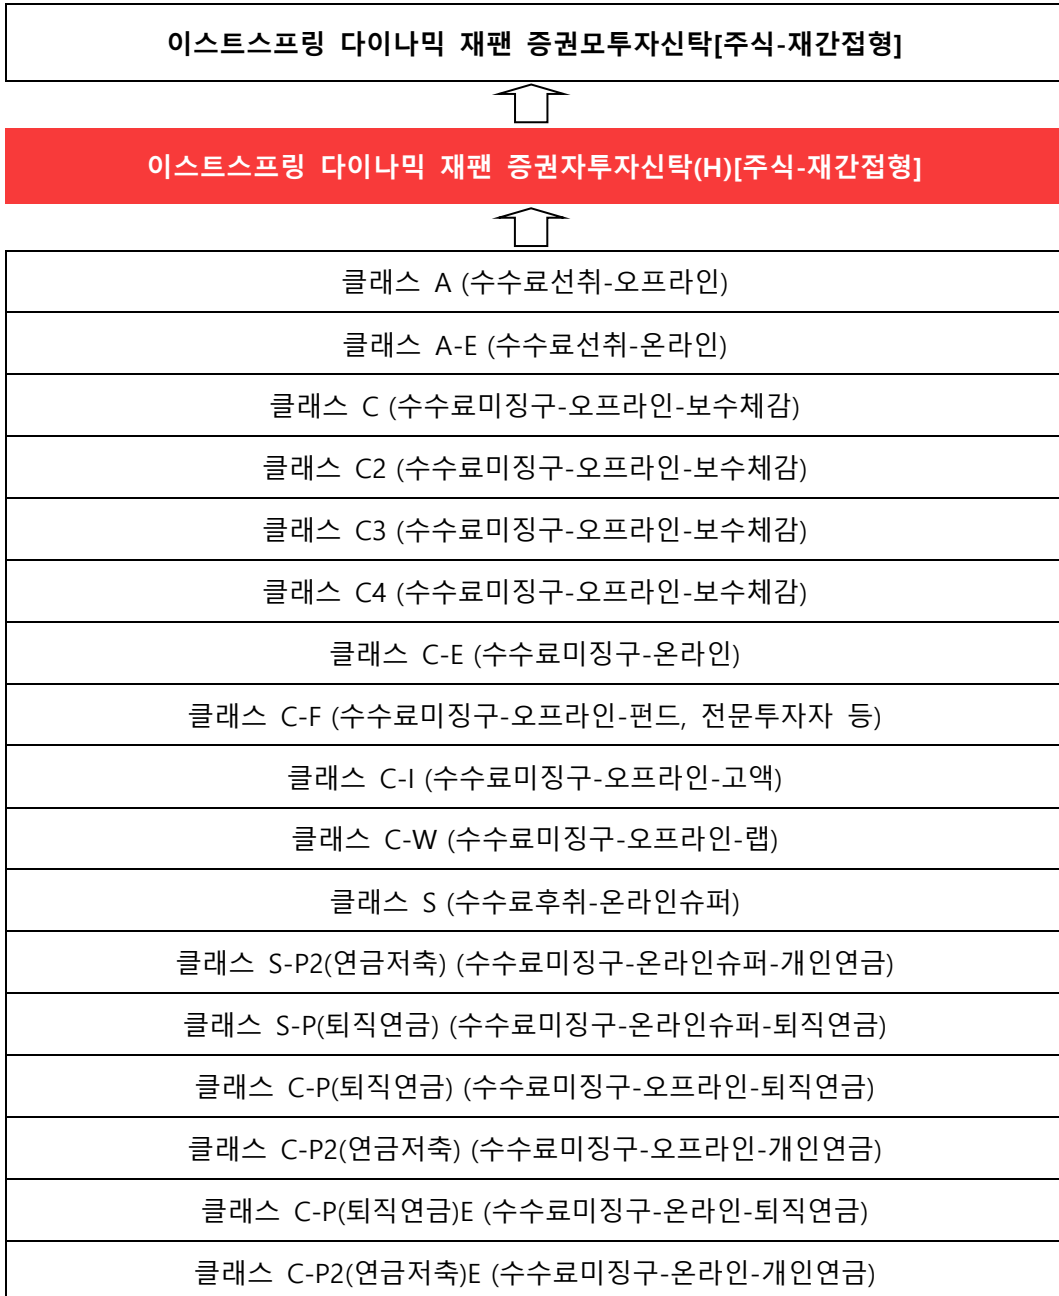 이스트스프링 다이나믹 재팬 증권모투자신탁[주식-재간접형]
이스트스프링 다이나믹 재팬 증권자투자신탁(H)[주식-재간접형]
클래스 A (수수료선취-오프라인)
클래스 A-E (수수료선취-온라인)
클래스 C (수수료미징구-오프라인-보수체감)
클래스 C2 (수수료미징구-오프라인-보수체감)
클래스 C3 (수수료미징구-오프라인-보수체감)
클래스 C4 (수수료미징구-오프라인-보수체감)
클래스 C-E (수수료미징구-온라인)
클래스 C-F (수수료미징구-오프라인-펀드, 전문투자자 등)
클래스 C-I (수수료미징구-오프라인-고액)
클래스 C-W (수수료미징구-오프라인-랩)
클래스 S (수수료후취-온라인슈퍼)
클래스 S-P2(연금저축) (수수료미징구-온라인슈퍼-개인연금)
클래스 S-P(퇴직연금) (수수료미징구-온라인슈퍼-퇴직연금)
클래스 C-P(퇴직연금) (수수료미징구-오프라인-퇴직연금)
클래스 C-P2(연금저축) (수수료미징구-오프라인-개인연금)
클래스 C-P(퇴직연금)E (수수료미징구-온라인-퇴직연금)
클래스 C-P2(연금저축)E (수수료미징구-온라인-개인연금)